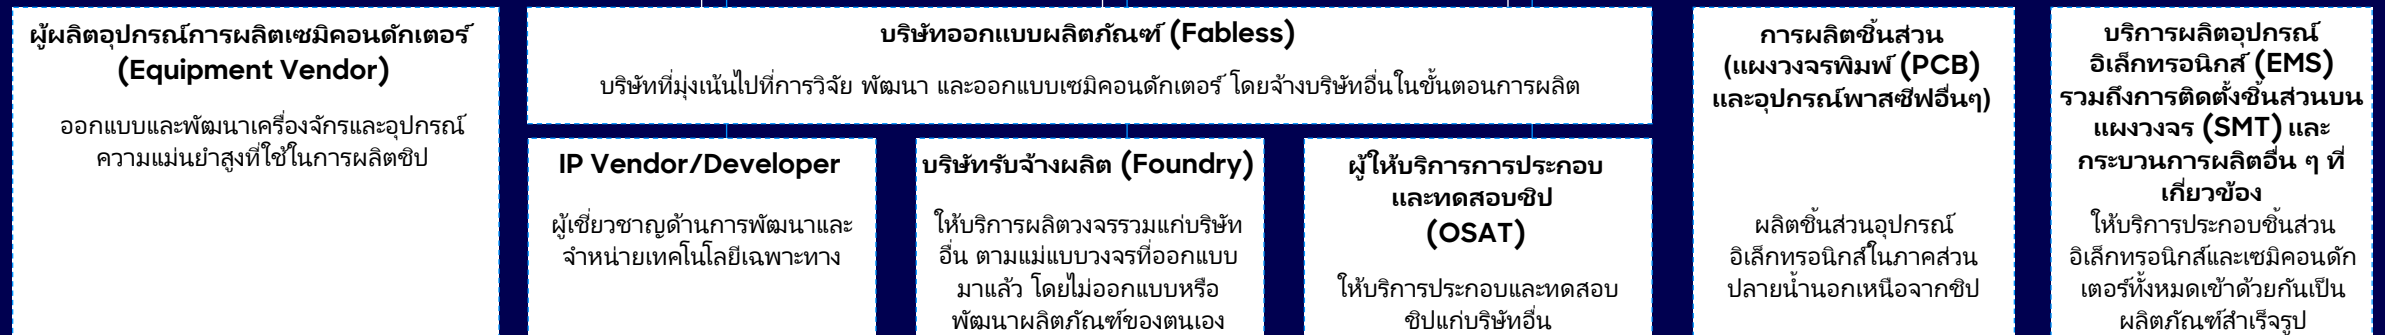 ผู้ผลิตอุปกรณ์การผลิตเซมิคอนดักเตอร์
(Equipment Vendor)
ออกแบบและพัฒนาเครื่องจักรและอุปกรณ์
ความแม่นยำสูงที่ใช้ในการผลิตชิป
บริษัทออกแบบผลิตภัณฑ์ (Fabless)
บริษัทที่มุ่งเน้นไปที่การวิจัย พัฒนา และออกแบบเซมิคอนดักเตอร์ โดยจ้างบริษัทอื่นในขั้นตอนการผลิต
IP Vendor/Developer
ผู้เชี่ยวชาญด้านการพัฒนาและ
จำหน่ายเทคโนโลยีเฉพาะทาง
บริษัทรับจ้างผลิต (Foundry)
ให้บริการผลิตวงจรรวมแก่บริษัท
อื่น ตามแม่แบบวงจรที่ออกแบบ
มาแล้ว โดยไม่ออกแบบหรือ
พัฒนาผลิตภัณฑ์ของตนเอง
ผู้ให้บริการการประกอบ
และทดสอบชิป
(OSAT)
ให้บริการประกอบและทดสอบ
ชิปแก่บริษัทอื่น
การผลิตชิ้นส่วน
(แผงวงจรพิมพ์ (PCB)
และอุปกรณ์พาสซีฟอื่นๆ)
ผลิตชิ้นส่วนอุปกรณ์
อิเล็กทรอนิกส์ในภาคส่วน
ปลายน้ำนอกเหนือจากชิป
บริการผลิตอุปกรณ์
อิเล็กทรอนิกส์ (EMS)
รวมถึงการติดตั้งชิ้นส่วนบน
แผงวงจร (SMT) และ
กระบวนการผลิตอื่น ๆ ที่
เกี่ยวข้อง
ให้บริการประกอบชิ้นส่วน
อิเล็กทรอนิกส์และเซมิคอนดัก
เตอร์ทั้งหมดเข้าด้วยกันเป็น
ผลิตภัณฑ์สำเร็จรูป